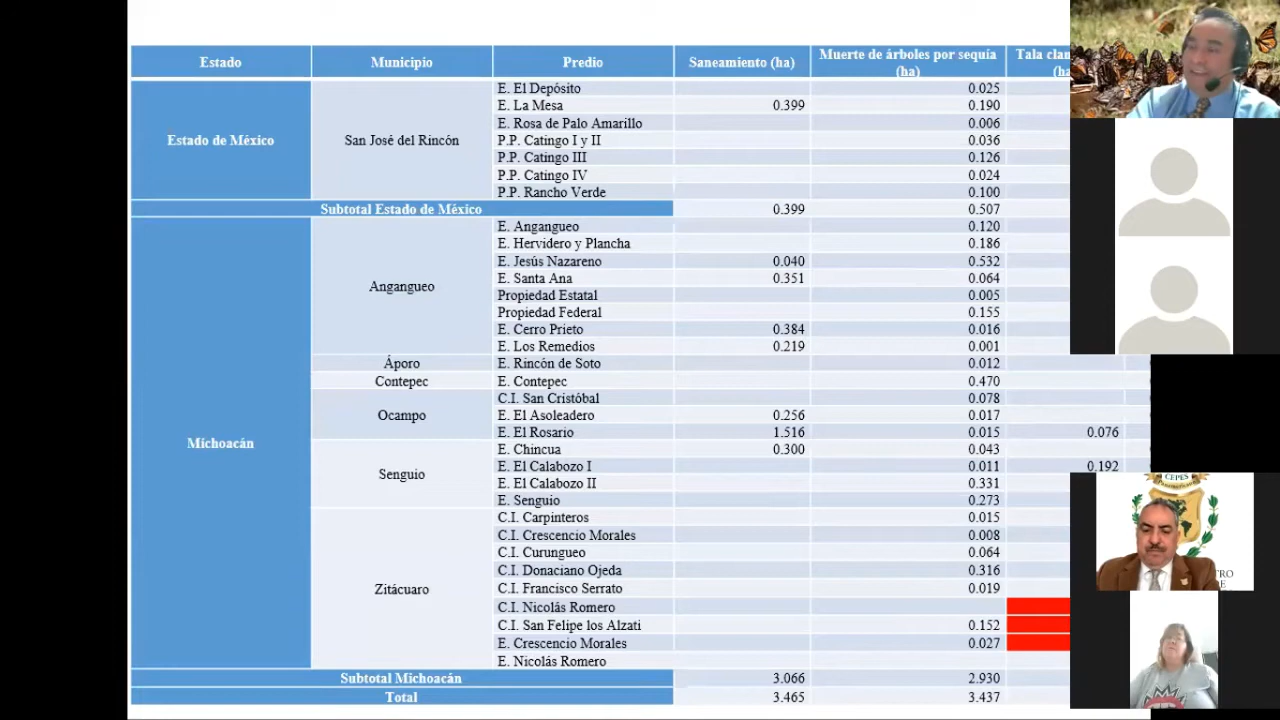 Estado Municipio Predio Saneamiento (ha) Muerte de árboles por sequía (ha) Tala
Estado de México San José del Rincón E. El Depósito 0.025
E. La Mesa 0.399 0.190
E. Rosa de Palo Amarillo 0.006
P.P. Catingo I y II 0.036
P.P. Catingo III 0.126
P.P. Catingo IV 0.024
P.P. Rancho Verde 0.100
Subtotal Estado de México 0.399 0.507
Michoacán Angangueo E. Angangueo 0.120
E. Hervidero y Plancha 0.186
E. Jesús Nazareno 0.040 0.532
E. Santa Ana 0.351 0.064
Propiedad Estatal 0.005
Propiedad Federal 0.155
E. Cerro Prieto 0.384 0.016
E. Los Remedios 0.219 0.001
Áporo E. Rincón de Soto 0.012
Contepec E. Contepec 0.470
Ocampo C.I. San Cristóbal 0.078
E. El Asoleadero 0.256 0.017
E. El Rosario 1.516 0.015 0.076
Senguio E. Chincua 0.300 0.043
E. El Calabozo I 0.011 0.192
E. El Calabozo II 0.331
E. Senguio 0.273
Zitácuaro C.I. Carpinteros 0.015
C.I. Crescencio Morales 0.008
C.I. Curungueo 0.064
C.I. Donaciano Ojeda 0.316
C.I. Francisco Serrato 0.019
C.I. Nicolás Romero
C.I. San Felipe los Alzati 0.152
E. Crescencio Morales 0.027
E. Nicolás Romero
Subtotal Michoacán 3.066 2.930
Total 3.465 3.437
CEPES